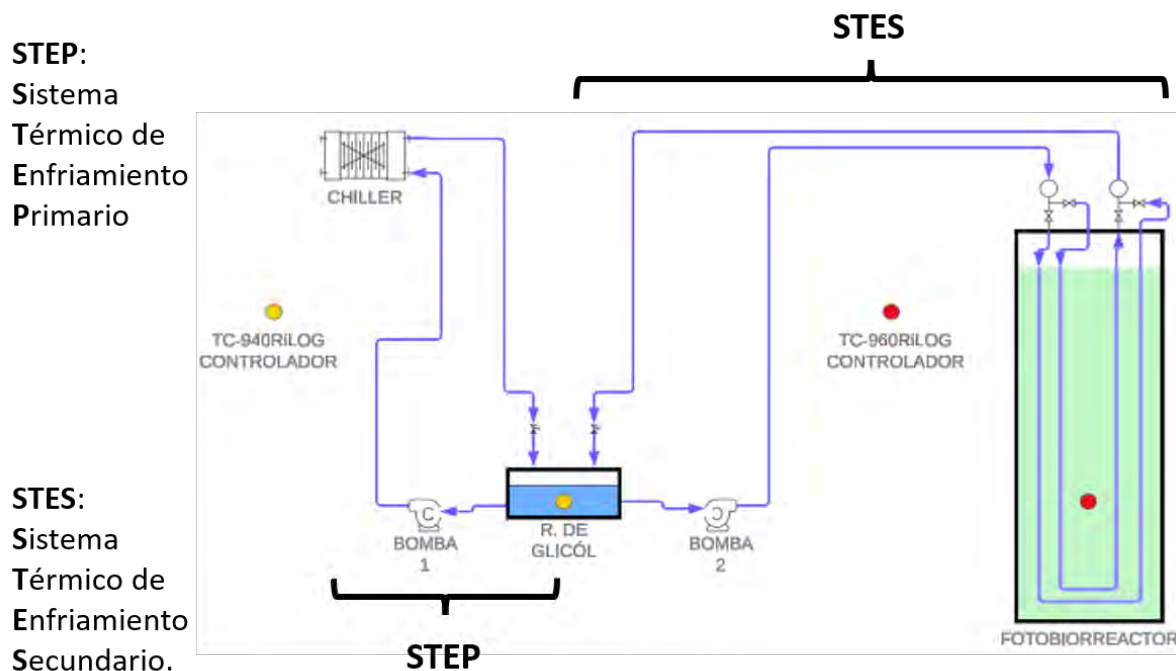 STES
STEP:
Sistema
Térmico de
Enfriamiento
Primario
CHILLER
TC-940RiLOG
CONTROLADOR
TC-960RiLOG
CONTROLADOR
STES:
Sistema
Térmico de
Enfriamiento
Secundario.
BOMBA
1
R. DE
GLICÓL
BOMBA
2
FOTOBIORREACTOR
STEP
C
C